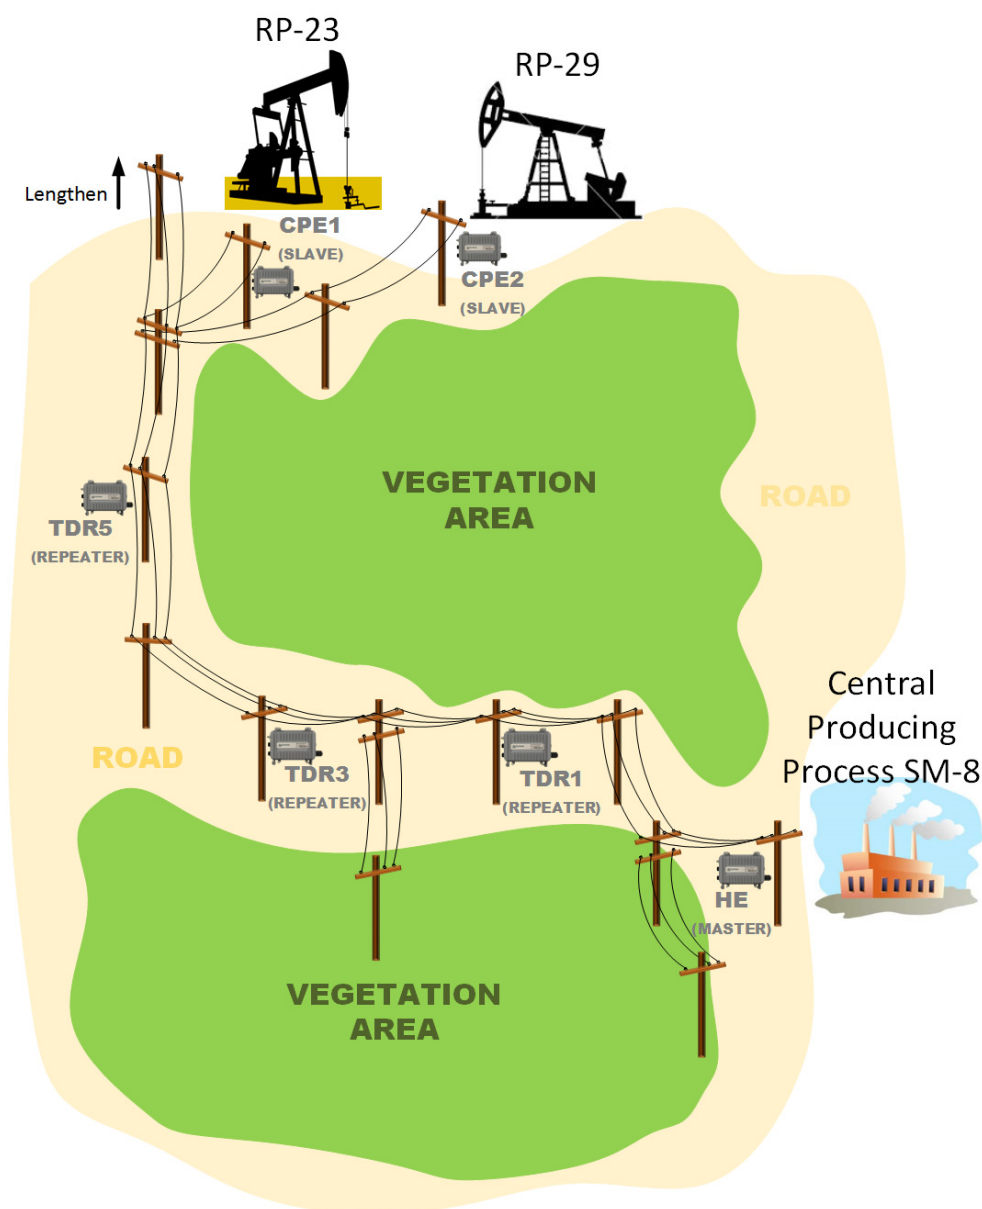 RP-23
RP-29
Lengthen
CPE1
(SLAVE)
CPE2
(SLAVE)
VEGETATION
AREA
ROAD
TDR5
(REPEATER)
Central
Producing
Process SM-8
ROAD
TDR3
(REPEATER)
TDR1
(REPEATER)
HE
(MASTER)
VEGETATION
AREA